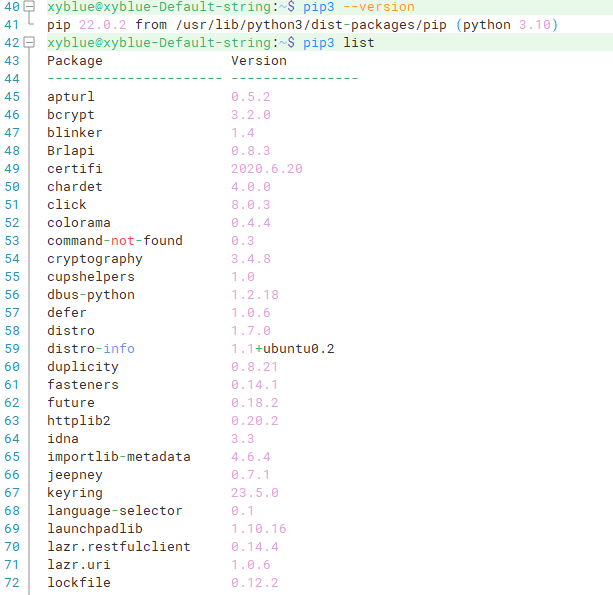 40 xyblue@xyblue-Default-string:~$ pip3 --version
41 pip 22.0.2 from /usr/lib/python3/dist-packages/pip (python 3.10)
42 xyblue@xyblue-Default-string:~$ pip3 list
43 Package                Version
44 ---------------------- ----------------
45 apturl                 0.5.2
46 bcrypt                 3.2.0
47 blinker                1.4
48 Brlapi                 0.8.3
49 certifi                2020.6.20
50 chardet                4.0.0
51 click                  8.0.3
52 colorama               0.4.4
53 command-not-found      0.3
54 cryptography           3.4.8
55 cupshelpers            1.0
56 dbus-python            1.2.18
57 defer                  1.0.6
58 distro                 1.7.0
59 distro-info            1.1+ubuntu0.2
60 duplicity              0.8.21
61 fasteners              0.14.1
62 future                 0.18.2
63 httplib2               0.20.2
64 idna                   3.3
65 importlib-metadata     4.6.4
66 jeepney                0.7.1
67 keyring                23.5.0
68 language-selector      0.1
69 launchpadlib           1.10.16
70 lazr.restfulclient     0.14.4
71 lazr.uri               1.0.6
72 lockfile               0.12.2